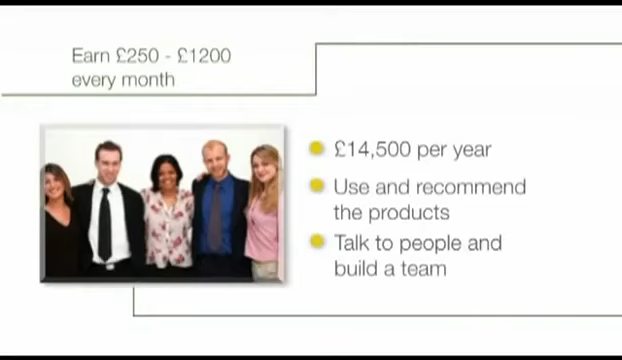 Earn £250 - £1200
every month
£14,500 per year
Use and recommend
the products
Talk to people and
build a team